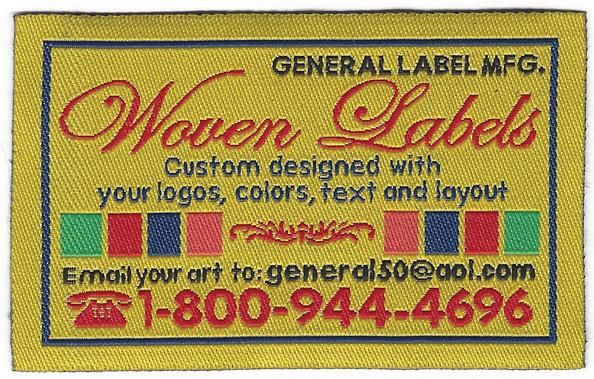 GENERAL LABEL MFG.
Woven Labels
Custom designed with
your logos, colors, text and layout
Email your art to: general50@aol.com
1-800-944-4696